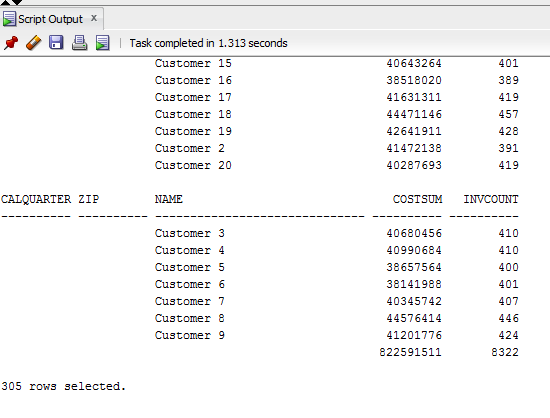 Script Output x
Task completed in 1.313 seconds
Customer 15 40643264 401
Customer 16 38518020 389
Customer 17 41631311 419
Customer 18 44471146 457
Customer 19 42641911 428
Customer 2 41472138 391
Customer 20 40287693 419
CALQUARTER ZIP NAME COSTSUM INVCOUNT
---------- ---------- ------------------------------ ---------- ----------
Customer 3 40680456 410
Customer 4 40990684 410
Customer 5 38657564 400
Customer 6 38141988 401
Customer 7 40345742 407
Customer 8 44576414 446
Customer 9 41201776 424
822591511 8322
305 rows selected.